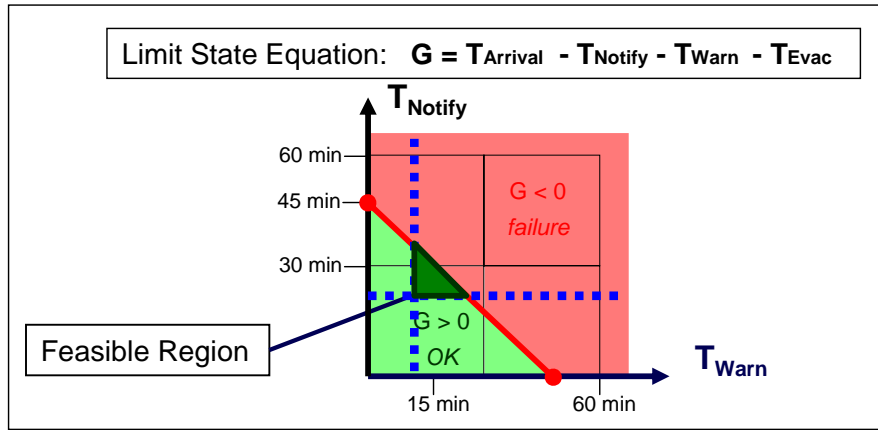 Limit State Equation: G = TArrival - TNotify - TWarn - TEvac
TNotify
60 min
45 min
G < 0
failure
30 min
G > 0
OK
Feasible Region
TWarn
15 min 60 min